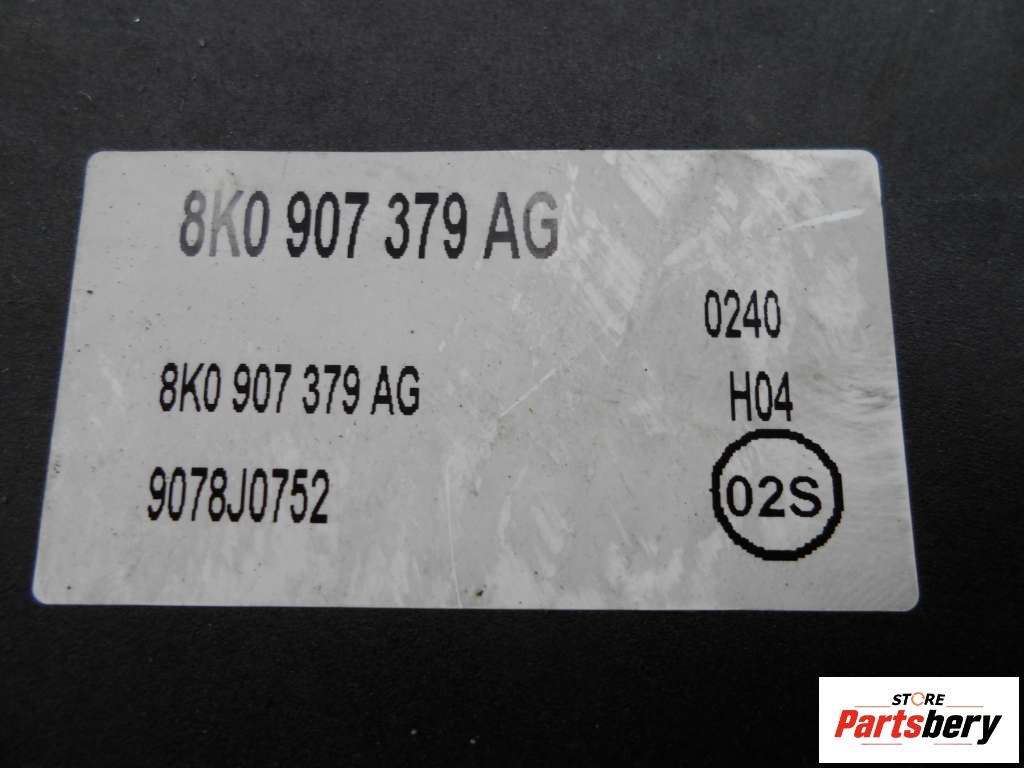 8K0 907 379 AG
0240
8K0 907 379 AG
H04
9078J0752
02S
STORE
Partsbery